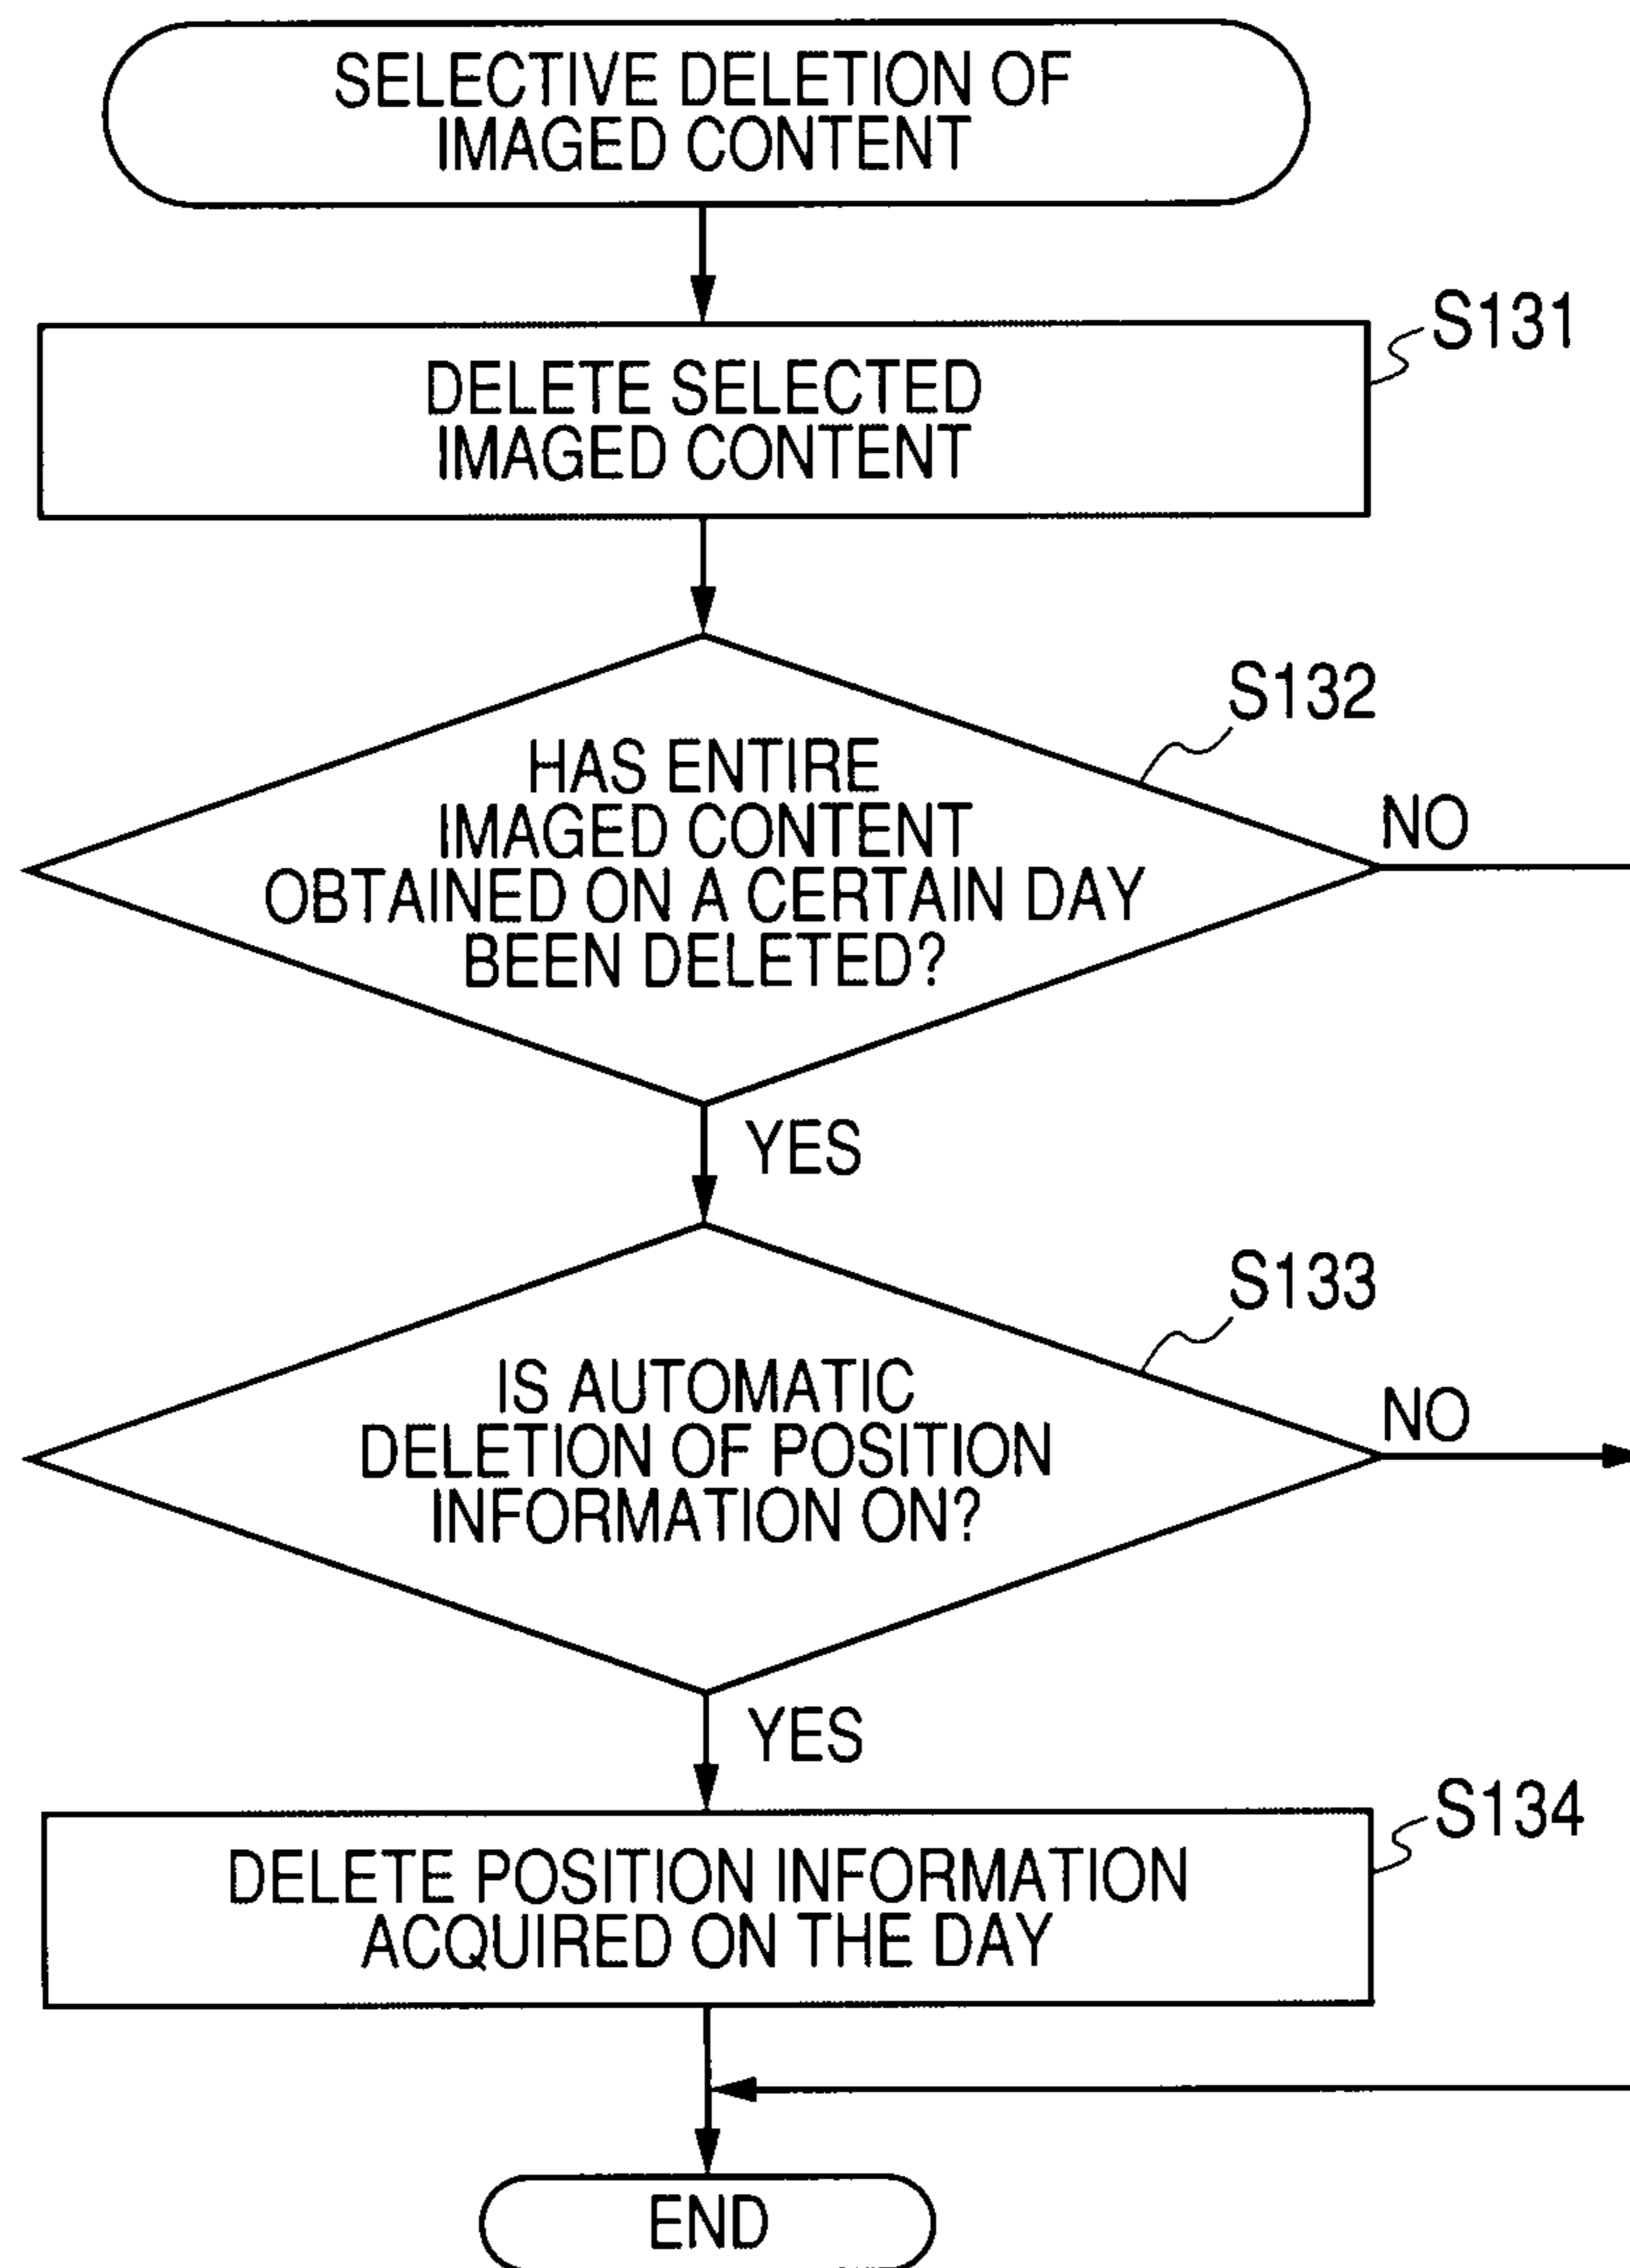 SELECTIVE DELETION OF
IMAGED CONTENT
S131
DELETE SELECTED
IMAGED CONTENT
S132
HAS ENTIRE
IMAGED CONTENT
OBTAINED ON A CERTAIN DAY
BEEN DELETED?
NO
YES
S133
IS AUTOMATIC
DELETION OF POSITION
INFORMATION ON?
NO
YES
S134
DELETE POSITION INFORMATION
ACQUIRED ON THE DAY
END